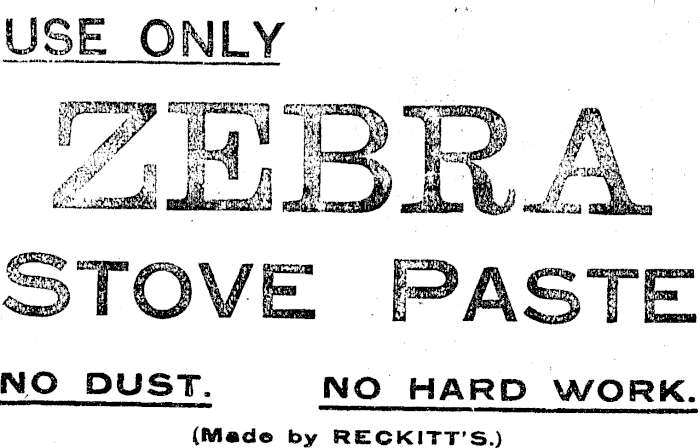 USE ONLY
ZEBRA
STOVE PASTE
NO DUST. NO HARD WORK.
(Made by RECKITT'S.)